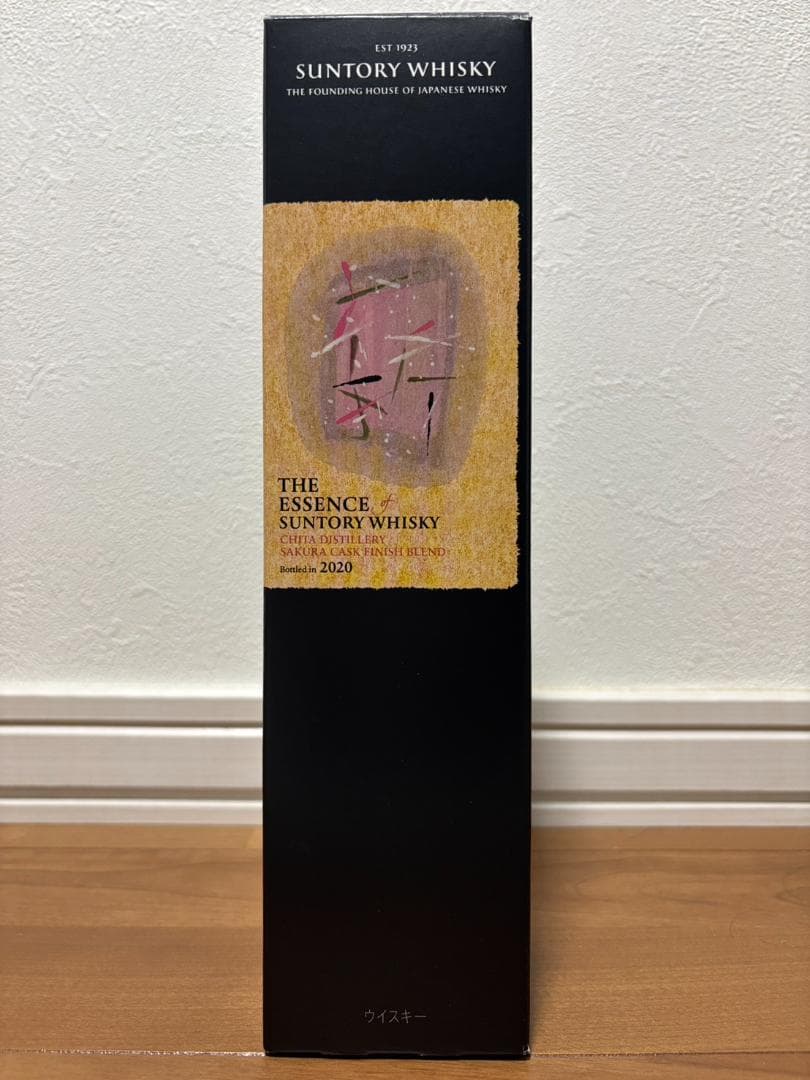 EST 1923
SUNTORY WHISKY
THE FOUNDING HOUSE OF JAPANESE WHISKY
THE
ESSENCE of
SUNTORY WHISKY
CHITA DISTILLERY
SAKURA CASK FINISH BLEND
Bottled in 2020
ウイスキー